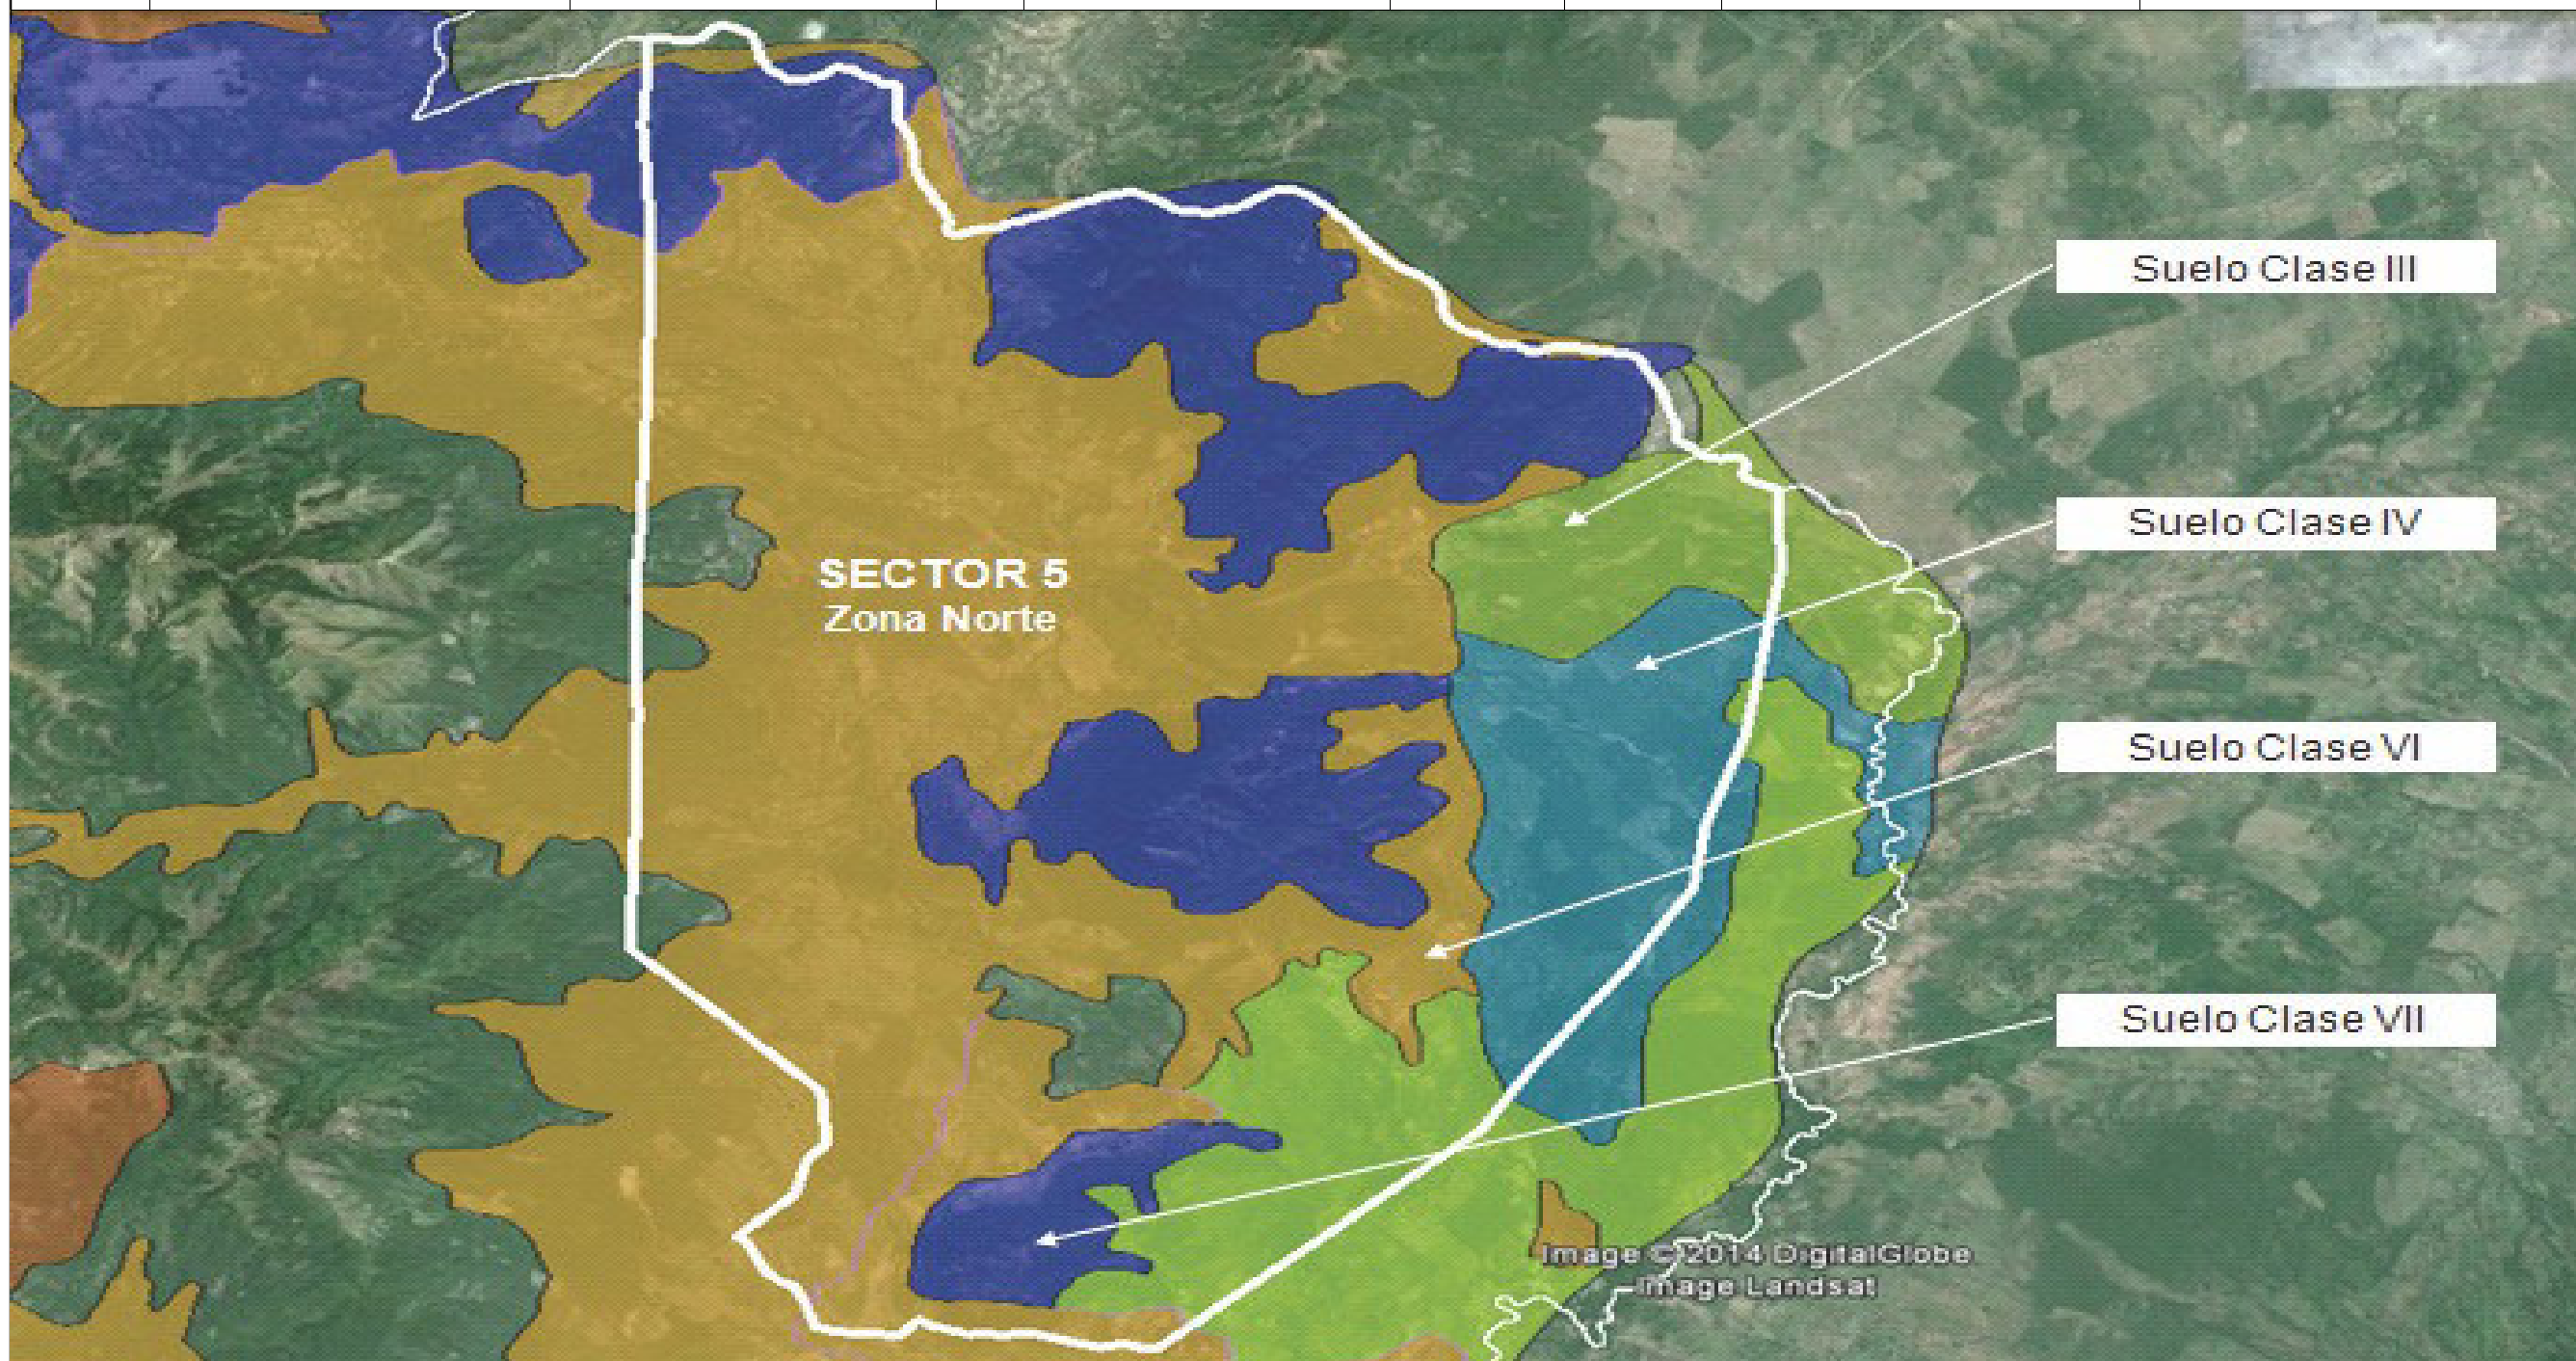 Suelo Clase III
Suelo Clase IV
SECTOR 5
Zona Norte
Suelo Clase VI
Suelo Clase VII
Image © 2014 DigitalGlobe
Image Landsat